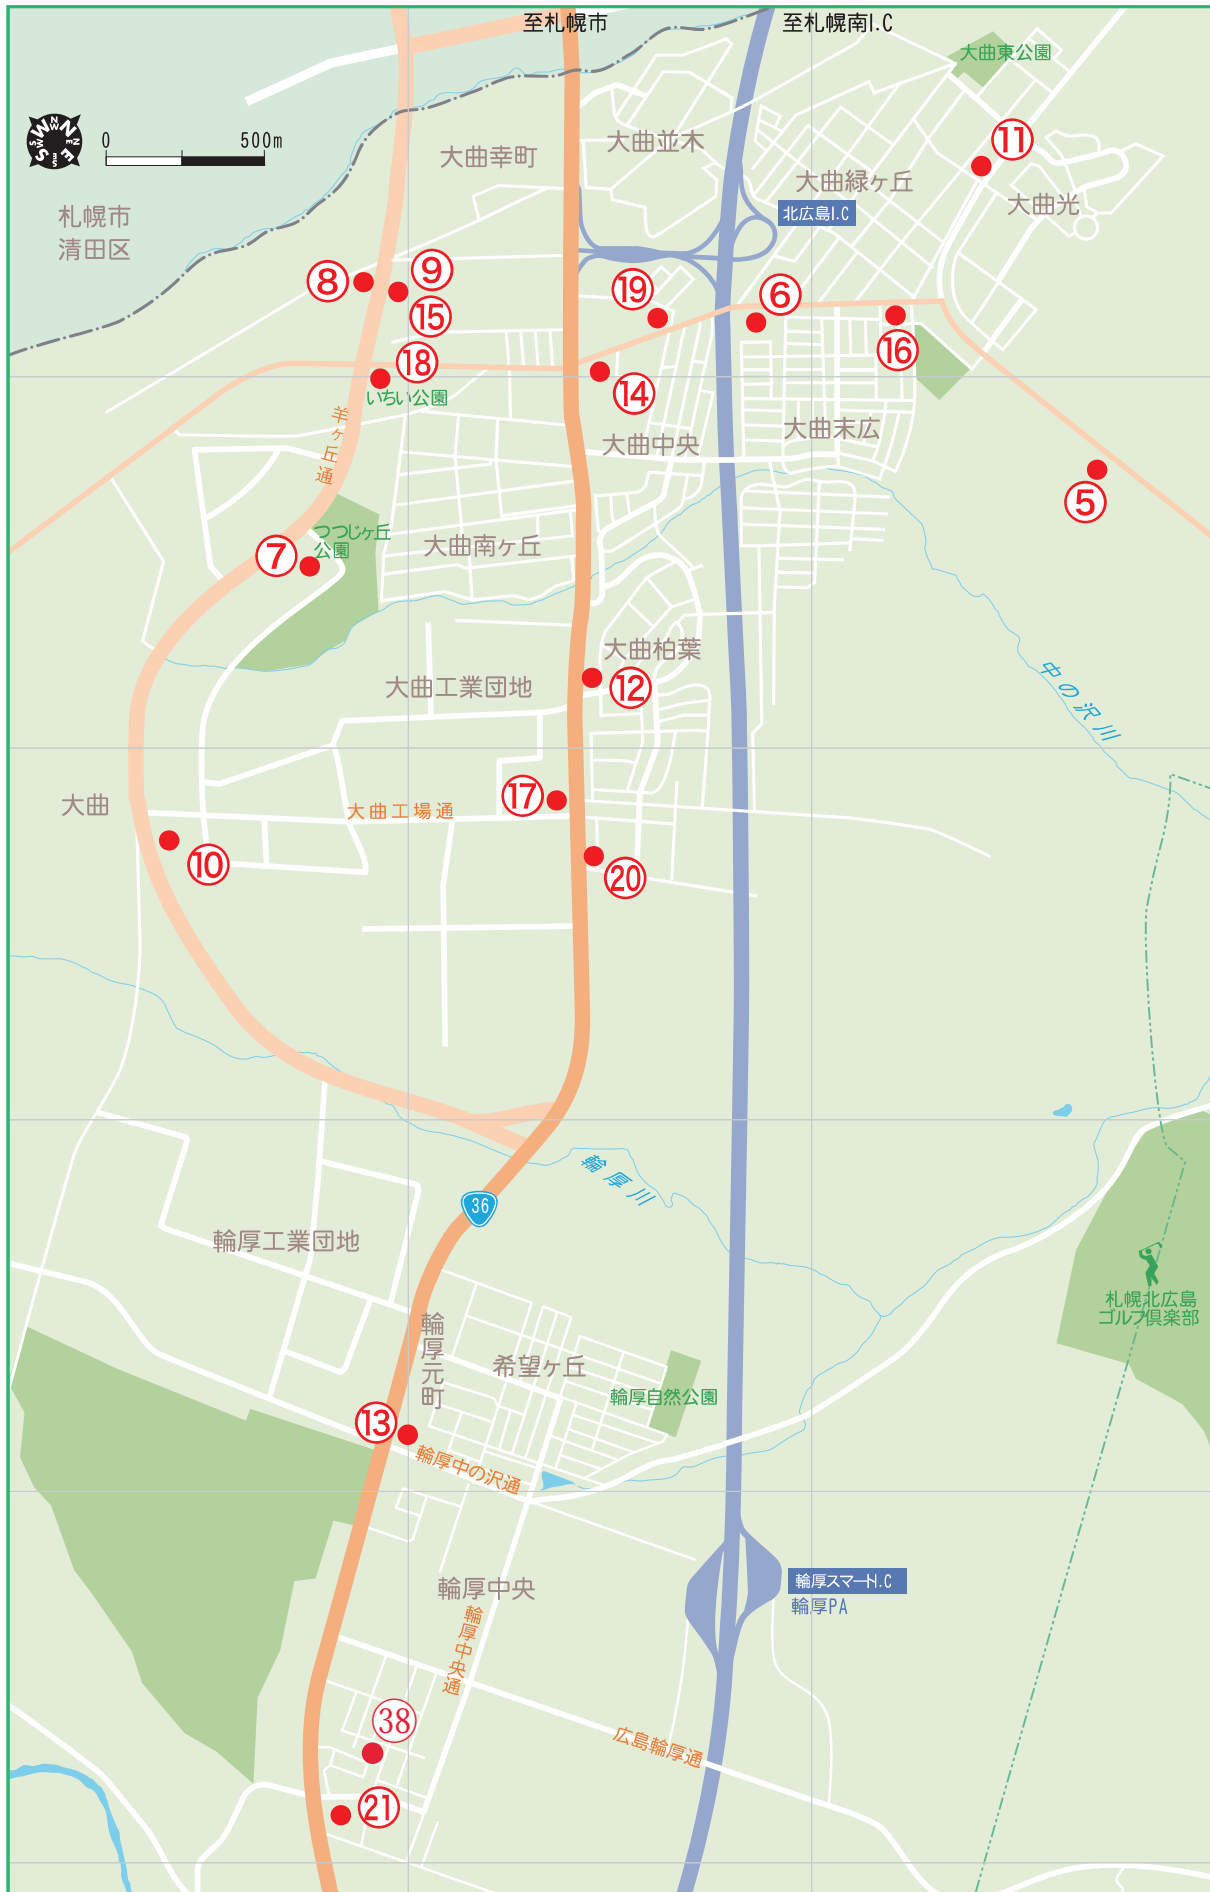 至札幌市
至札幌南I.C
大曲東公園
0
500m
N
N
E
E
S
S
W
W
⑪
大曲並木
大曲幸町
大曲緑ヶ丘
大曲光
北広島I.C
札幌市
清田区
⑧
⑨
⑮
⑲
⑥
⑯
⑱
⑭
いちい公園
羊ヶ丘通
大曲中央
大曲末広
⑤
つつじヶ丘
公園
⑦
大曲南ヶ丘
大曲柏葉
中の沢川
大曲工業団地
⑫
大曲
⑰
大曲工場通
⑩
⑳
輪厚川
36
輪厚工業団地
札幌北広島
ゴルフ倶楽部
輪厚元町
希望ヶ丘
輪厚自然公園
⑬
輪厚中の沢通
輪厚スマートI.C
輪厚PA
輪厚中央
輪厚中央通
㊳
広島輪厚通
㉑